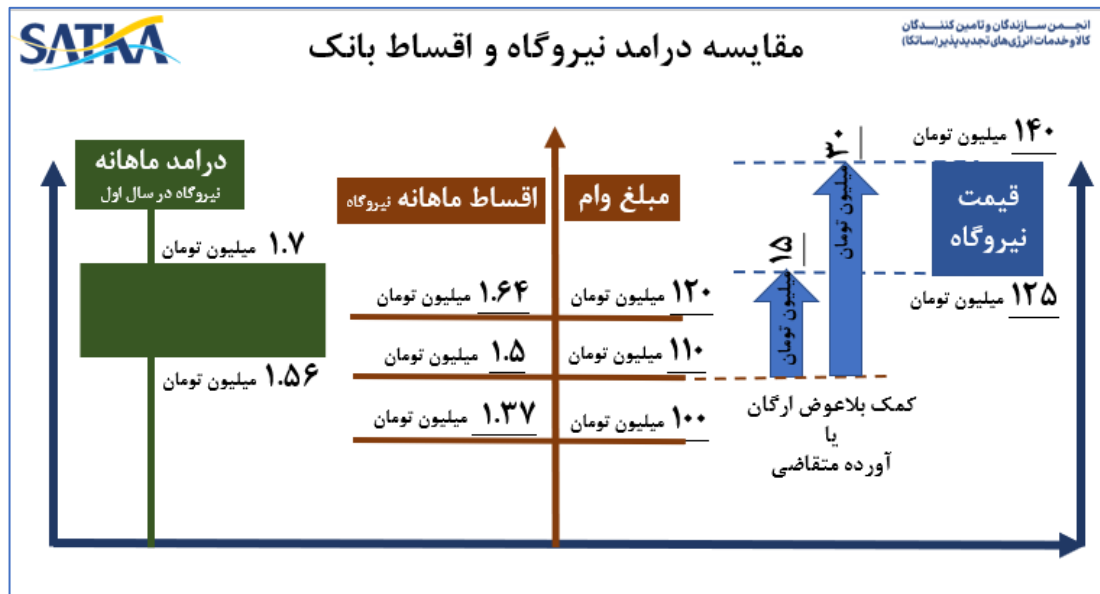 SATKA
انجمن سازندگان و تامین کنندگان
کالا و خدمات انرژی‌های تجدیدپذیر (ساتکا)
مقایسه درامد نیروگاه و اقساط بانک
۱۴۰ میلیون تومان
قیمت
نیروگاه
۱۲۵ میلیون تومان
۳۰ میلیون تومان
۱۵ میلیون تومان
کمک بلاعوض ارگان
یا
آورده متقاضی
مبلغ وام
۱۲۰ میلیون تومان
۱۱۰ میلیون تومان
۱۰۰ میلیون تومان
اقساط ماهانه نیروگاه
۱.۶۴ میلیون تومان
۱.۵ میلیون تومان
۱.۳۷ میلیون تومان
درامد ماهانه
نیروگاه در سال اول
۱.۷ میلیون تومان
۱.۵۶ میلیون تومان